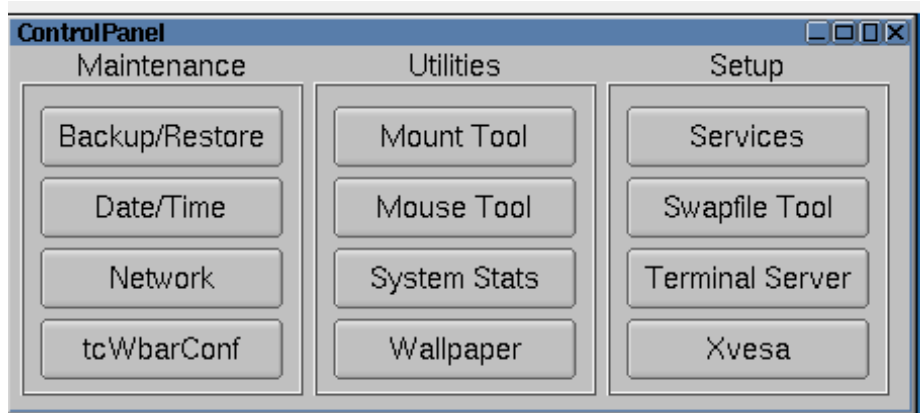 ControlPanel
Maintenance
Backup/Restore
Date/Time
Network
tcWbarConf
Utilities
Mount Tool
Mouse Tool
System Stats
Wallpaper
Setup
Services
Swapfile Tool
Terminal Server
Xvesa